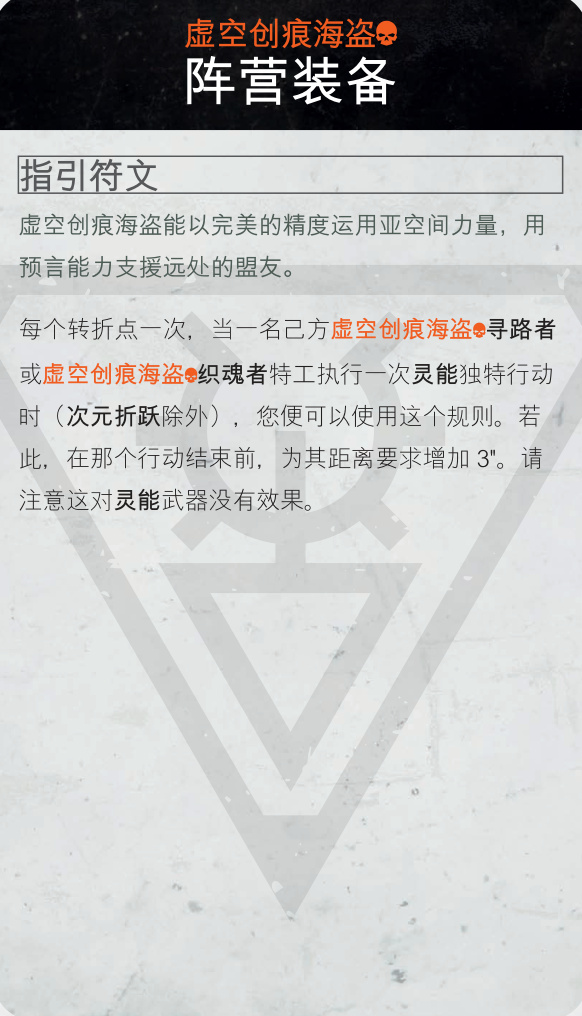 虚空创痕海盗
阵营装备
指引符文
虚空创痕海盗能以完美的精度运用亚空间力量，用
预言能力支援远处的盟友。
每个转折点一次，当一名己方虚空创痕海盗寻路者
或虚空创痕海盗织魂者特工执行一次灵能独特行动
时（次元折跃除外），您便可以使用这个规则。若
此，在那个行动结束前，为其距离要求增加 3"。请
注意这对灵能武器没有效果。